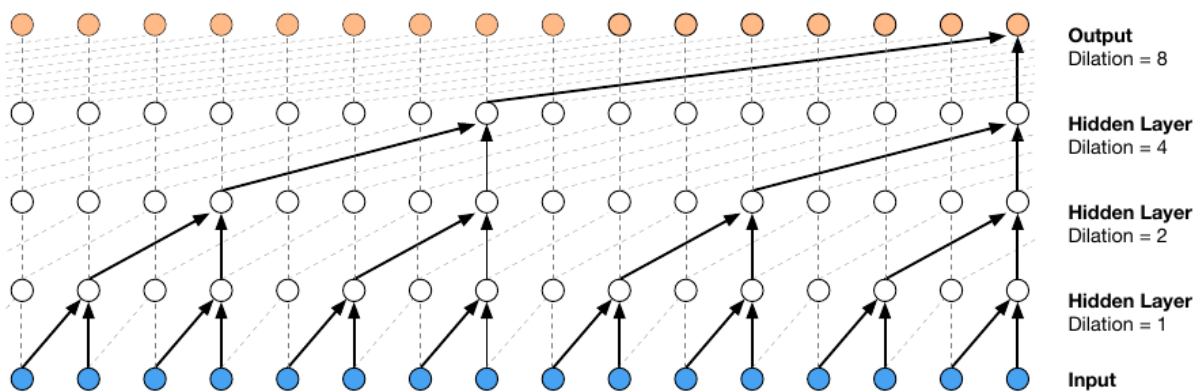 Output
Dilation = 8
Hidden Layer
Dilation = 4
Hidden Layer
Dilation = 2
Hidden Layer
Dilation = 1
Input